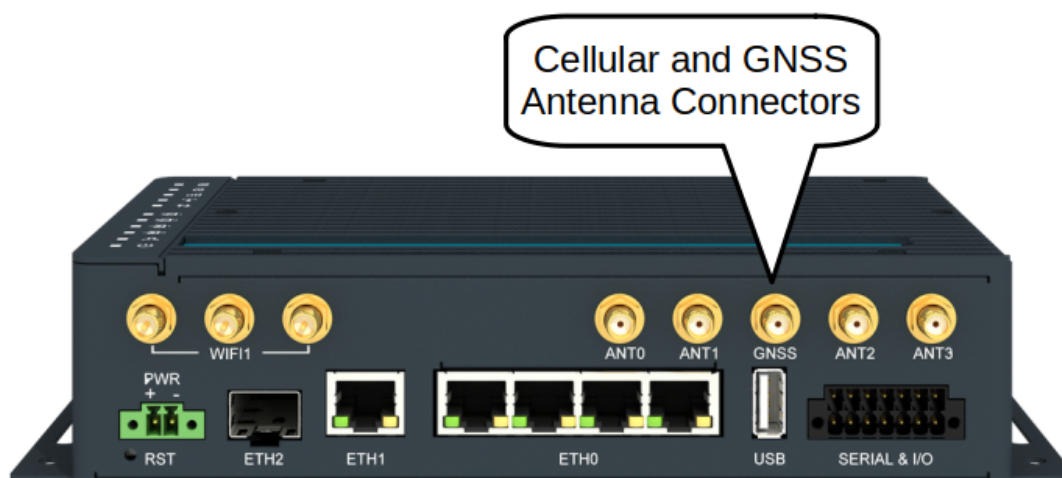 Cellular and GNSS
Antenna Connectors
WIFI1
ANT0 ANT1 GNSS ANT2 ANT3
PWR
+ -
RST ETH2 ETH1 ETH0 USB SERIAL & I/O